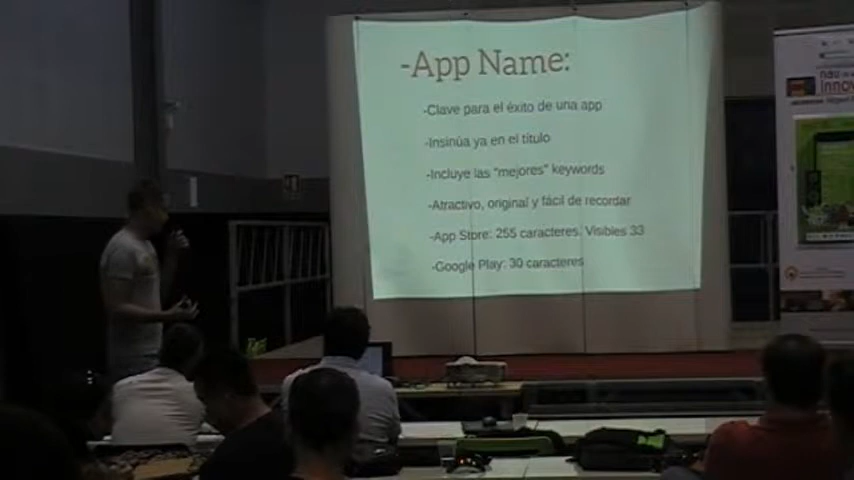 -App Name:
-Clave para el éxito de una app
-Insinúa ya en el título
-Incluye las "mejores" keywords
-Atractivo, original y fácil de recordar
-App Store: 255 caracteres. Visibles 33
-Google Play: 30 caracteres